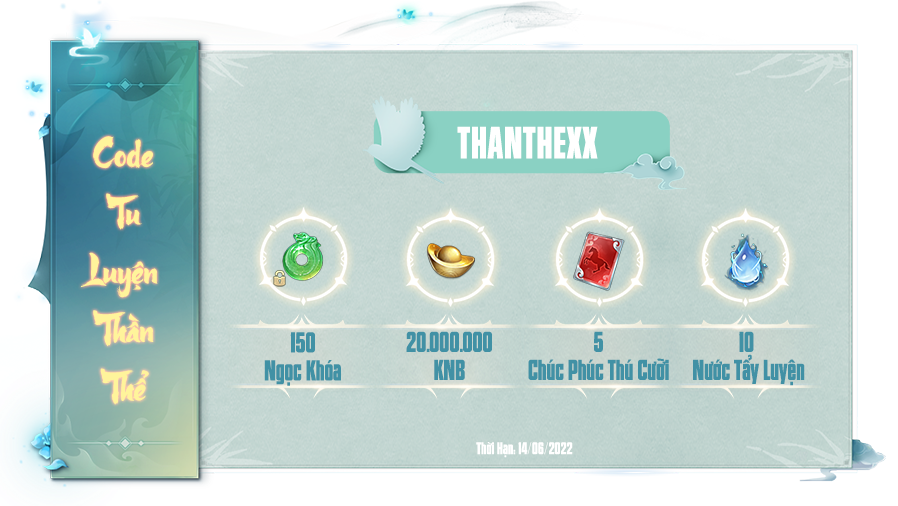 Code
Tu
Luyện
Thần
Thể
THANTHEXX
150
Ngọc Khóa
20.000.000
KNB
5
Chúc Phúc Thú Cưỡi
10
Nước Tẩy Luyện
Thời Hạn: 14/06/2022